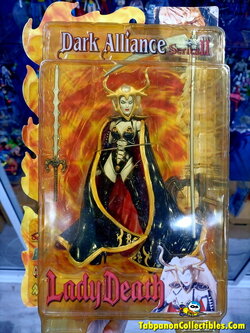 Dark Alliance
Series II
Lady Death
TabpanonCollectibles.com